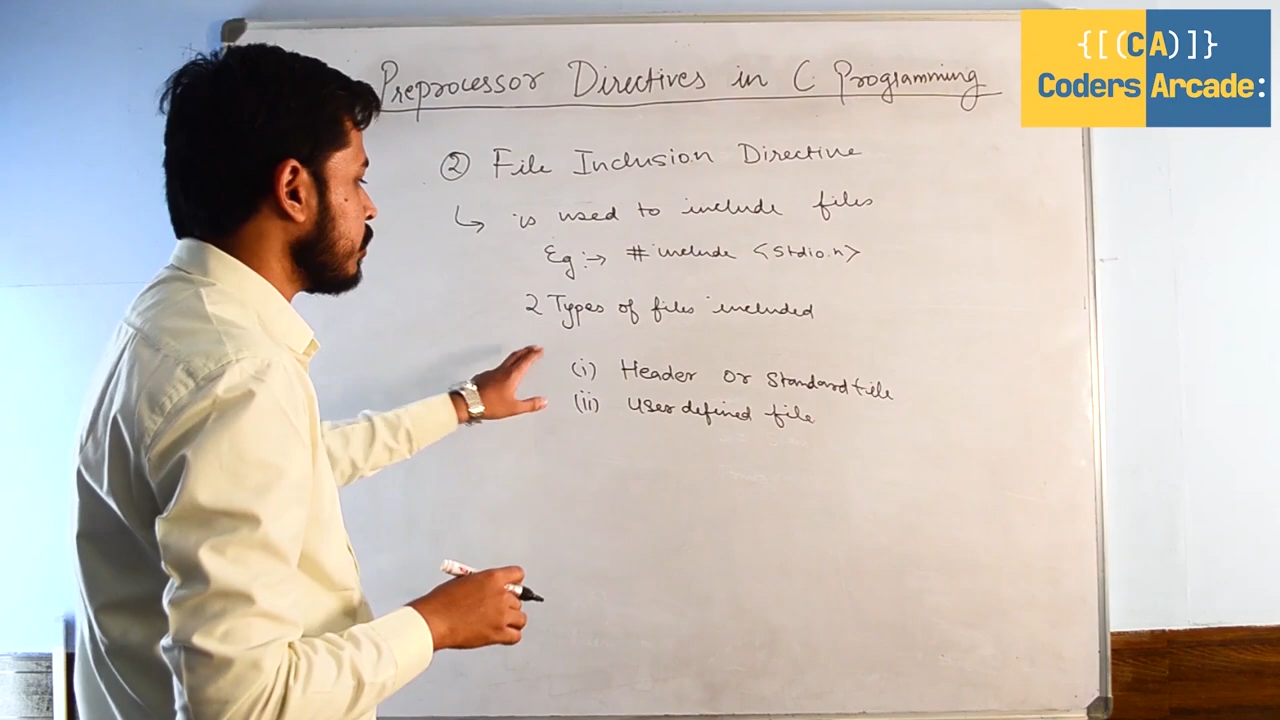 {[(CA)]}
Coders Arcade:
Preprocessor Directives in C Programming
② File Inclusion Directive
↳ is used to include files
Eg:→ #include <stdio.h>
2 Types of files included
(i) Header or Standard file
(ii) User defined file